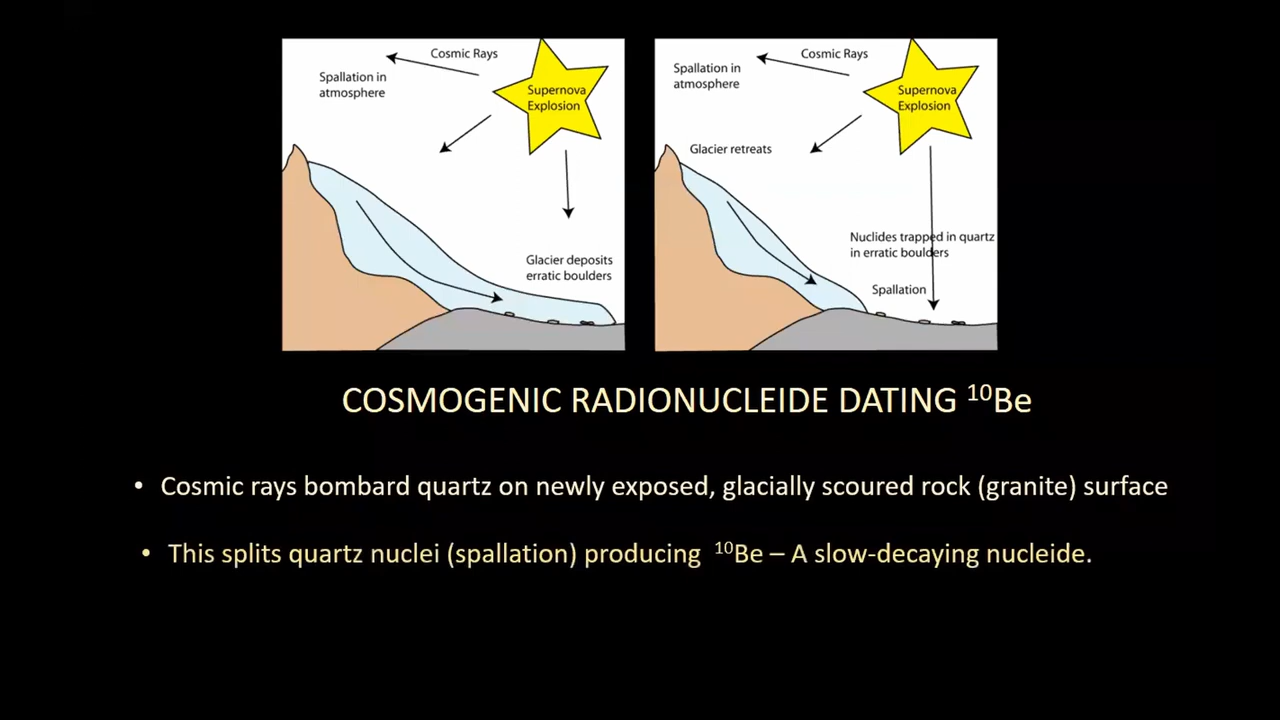 Cosmic Rays
Spallation in
atmosphere
Supernova
Explosion
Glacier deposits
erratic boulders
Cosmic Rays
Spallation in
atmosphere
Supernova
Explosion
Glacier retreats
Nuclides trapped in quartz
in erratic boulders
Spallation
COSMOGENIC RADIONUCLEIDE DATING ¹⁰Be
• Cosmic rays bombard quartz on newly exposed, glacially scoured rock (granite) surface
• This splits quartz nuclei (spallation) producing ¹⁰Be – A slow-decaying nucleide.